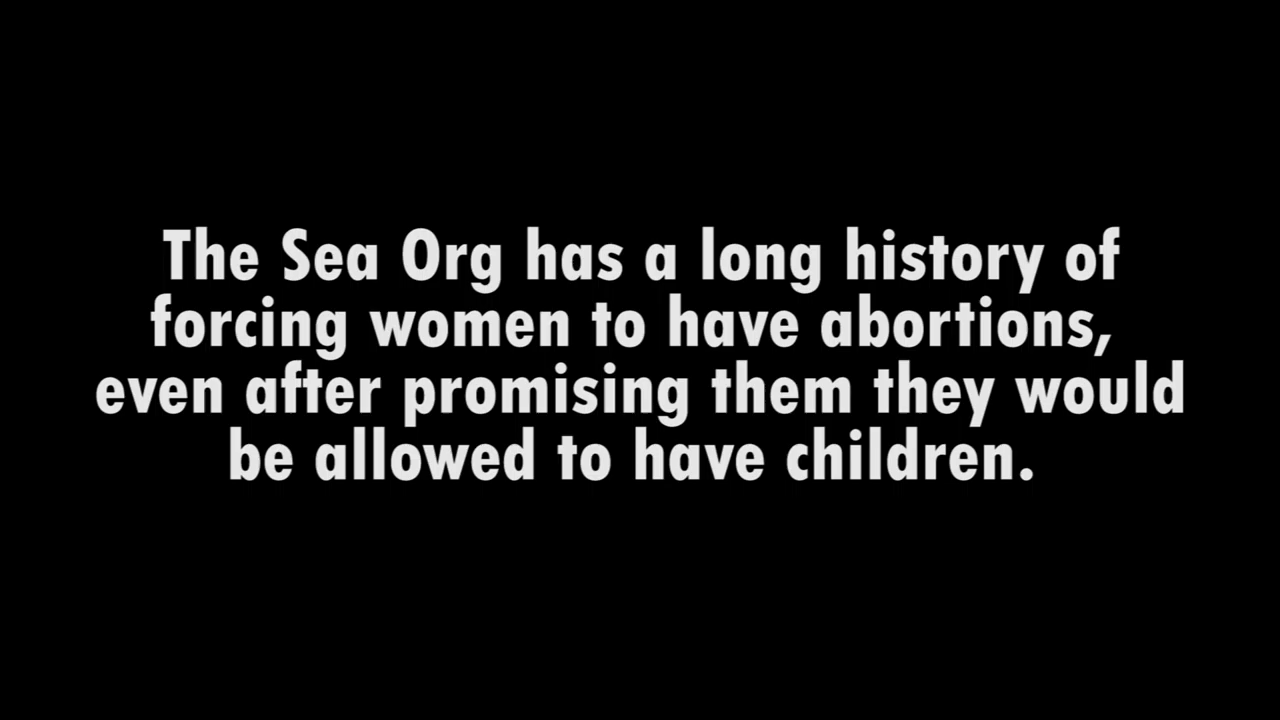 The Sea Org has a long history of
forcing women to have abortions,
even after promising them they would
be allowed to have children.